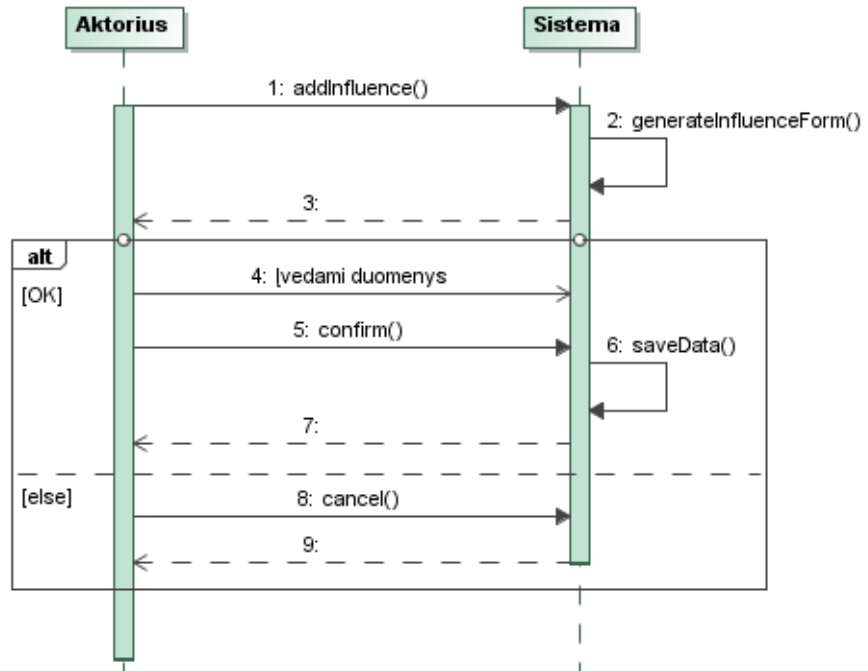 Aktorius
Sistema
1: addInfluence()
2: generateInfluenceForm()
3:
alt
[OK]
4: Įvedami duomenys
5: confirm()
6: saveData()
7:
[else]
8: cancel()
9: